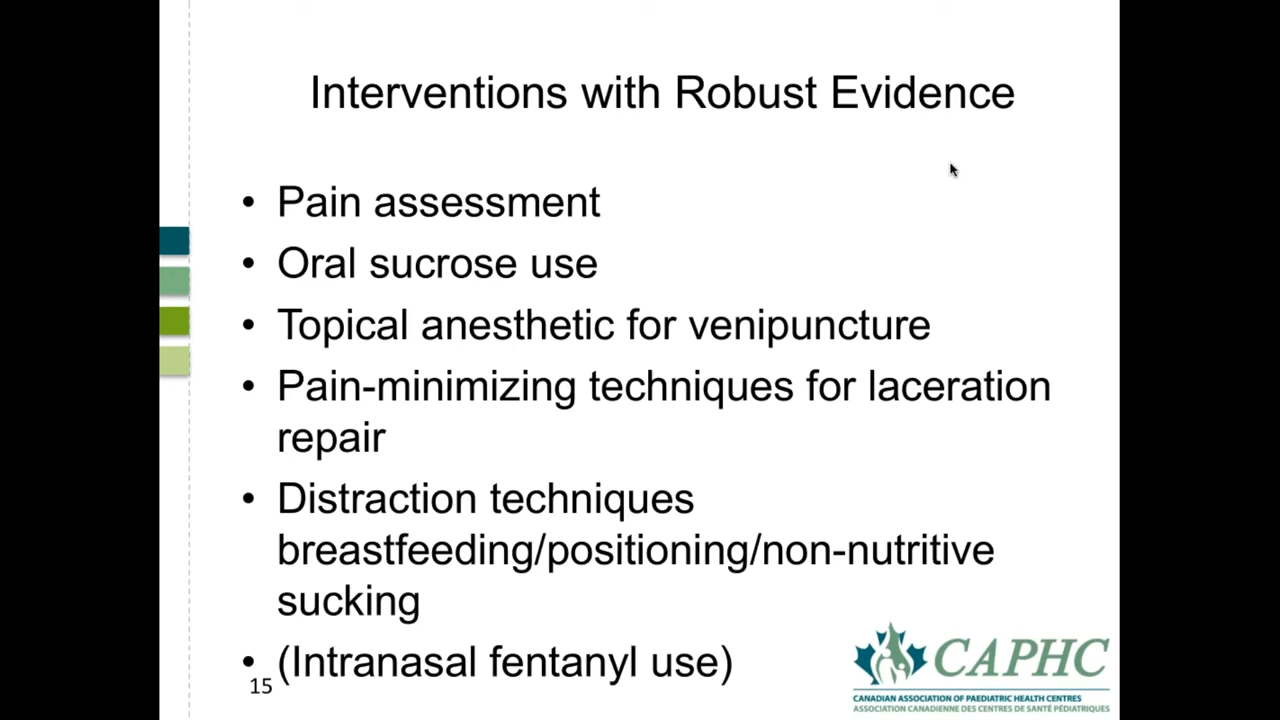 Interventions with Robust Evidence
• Pain assessment
• Oral sucrose use
• Topical anesthetic for venipuncture
• Pain-minimizing techniques for laceration
repair
• Distraction techniques
breastfeeding/positioning/non-nutritive
sucking
• (Intranasal fentanyl use)
15
CAPHC
CANADIAN ASSOCIATION OF PAEDIATRIC HEALTH CENTRES
ASSOCIATION CANADIENNE DES CENTRES DE SANTÉ PÉDIATRIQUES